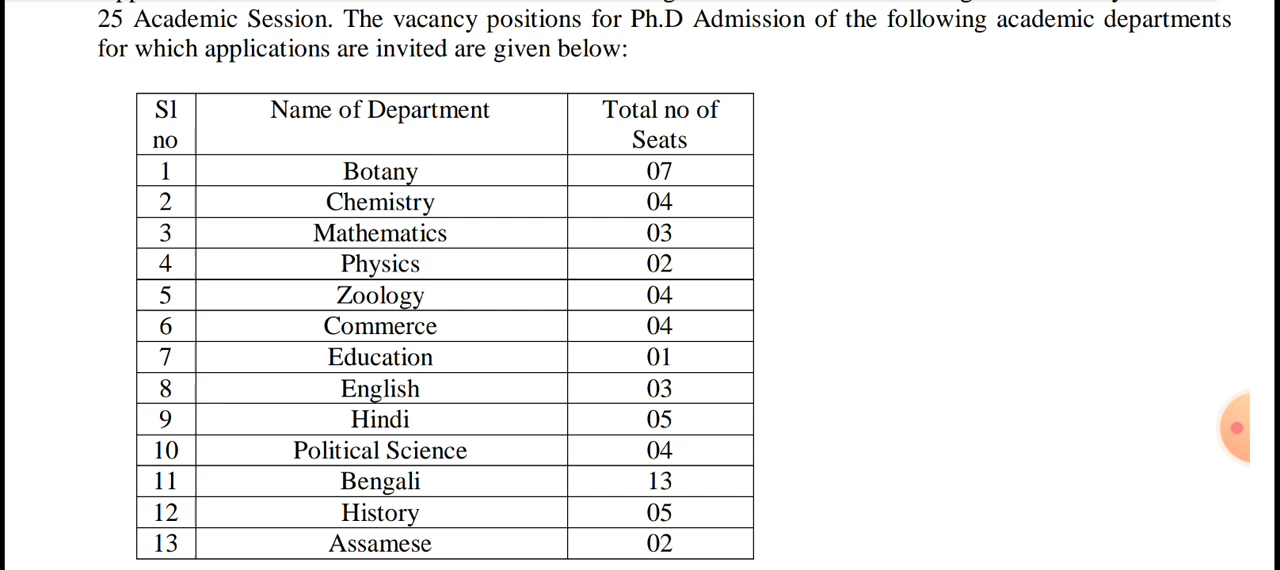 25 Academic Session. The vacancy positions for Ph.D Admission of the following academic departments
for which applications are invited are given below:
Sl no Name of Department Total no of Seats
1 Botany 07
2 Chemistry 04
3 Mathematics 03
4 Physics 02
5 Zoology 04
6 Commerce 04
7 Education 01
8 English 03
9 Hindi 05
10 Political Science 04
11 Bengali 13
12 History 05
13 Assamese 02